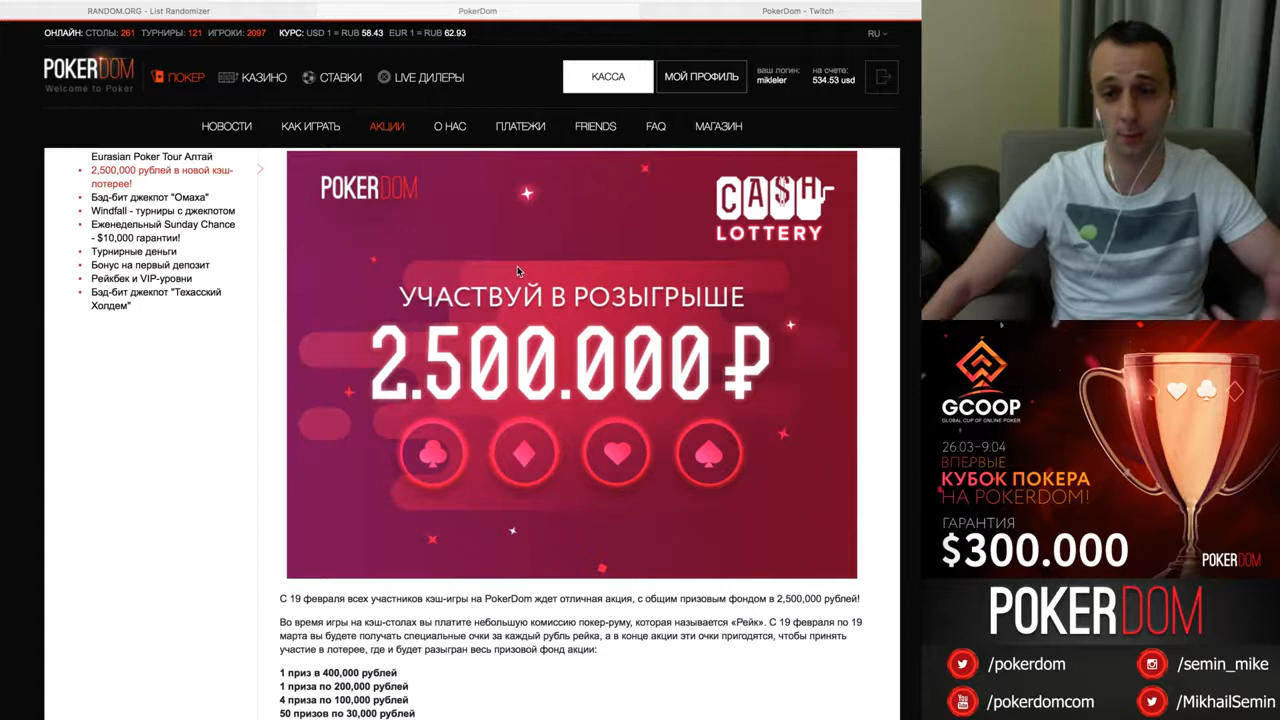 RANDOM.ORG - List Randomizer
PokerDom
PokerDom - Twitch
ОНЛАЙН: СТОЛЫ: 261 ТУРНИРЫ: 121 ИГРОКИ: 2097 КУРС: USD 1 = RUB 58.43 EUR 1 = RUB 62.93
RU
POKERDOM
Welcome to Poker
ПОКЕР
КАЗИНО
СТАВКИ
LIVE ДИЛЕРЫ
КАССА
МОЙ ПРОФИЛЬ
ваш логин:
mikleler
на счете:
534.53 usd
НОВОСТИ
КАК ИГРАТЬ
АКЦИИ
О НАС
ПЛАТЕЖИ
FRIENDS
FAQ
МАГАЗИН
Eurasian Poker Tour Алтай
2,500,000 рублей в новой кэш-
лотерее!
Бэд-бит джекпот "Омаха"
Windfall - турниры с джекпотом
Еженедельный Sunday Chance
- $10,000 гарантии!
Турнирные деньги
Бонус на первый депозит
Рейкбек и VIP-уровни
Бэд-бит джекпот "Техасский
Холдем"
POKERDOM
CA$H
LOTTERY
УЧАСТВУЙ В РОЗЫГРЫШЕ
2.500.000 ₽
С 19 февраля всех участников кэш-игры на PokerDom ждет отличная акция, с общим призовым фондом в 2,500,000 рублей!
Во время игры на кэш-столах вы платите небольшую комиссию покер-руму, которая называется «Рейк». С 19 февраля по 19
марта вы будете получать специальные очки за каждый рубль рейка, а в конце акции эти очки пригодятся, чтобы принять
участие в лотерее, где и будет разыгран весь призовой фонд акции:
1 приз в 400,000 рублей
1 приза по 200,000 рублей
4 приза по 100,000 рублей
50 призов по 30,000 рублей
GCOOP
GLOBAL CUP OF ONLINE POKER
26.03-9.04
ВПЕРВЫЕ
КУБОК ПОКЕРА
НА POKERDOM!
ГАРАНТИЯ
$300.000
POKERDOM
POKERDOM
/pokerdom
/semin_mike
/pokerdomcom
/MikhailSemin